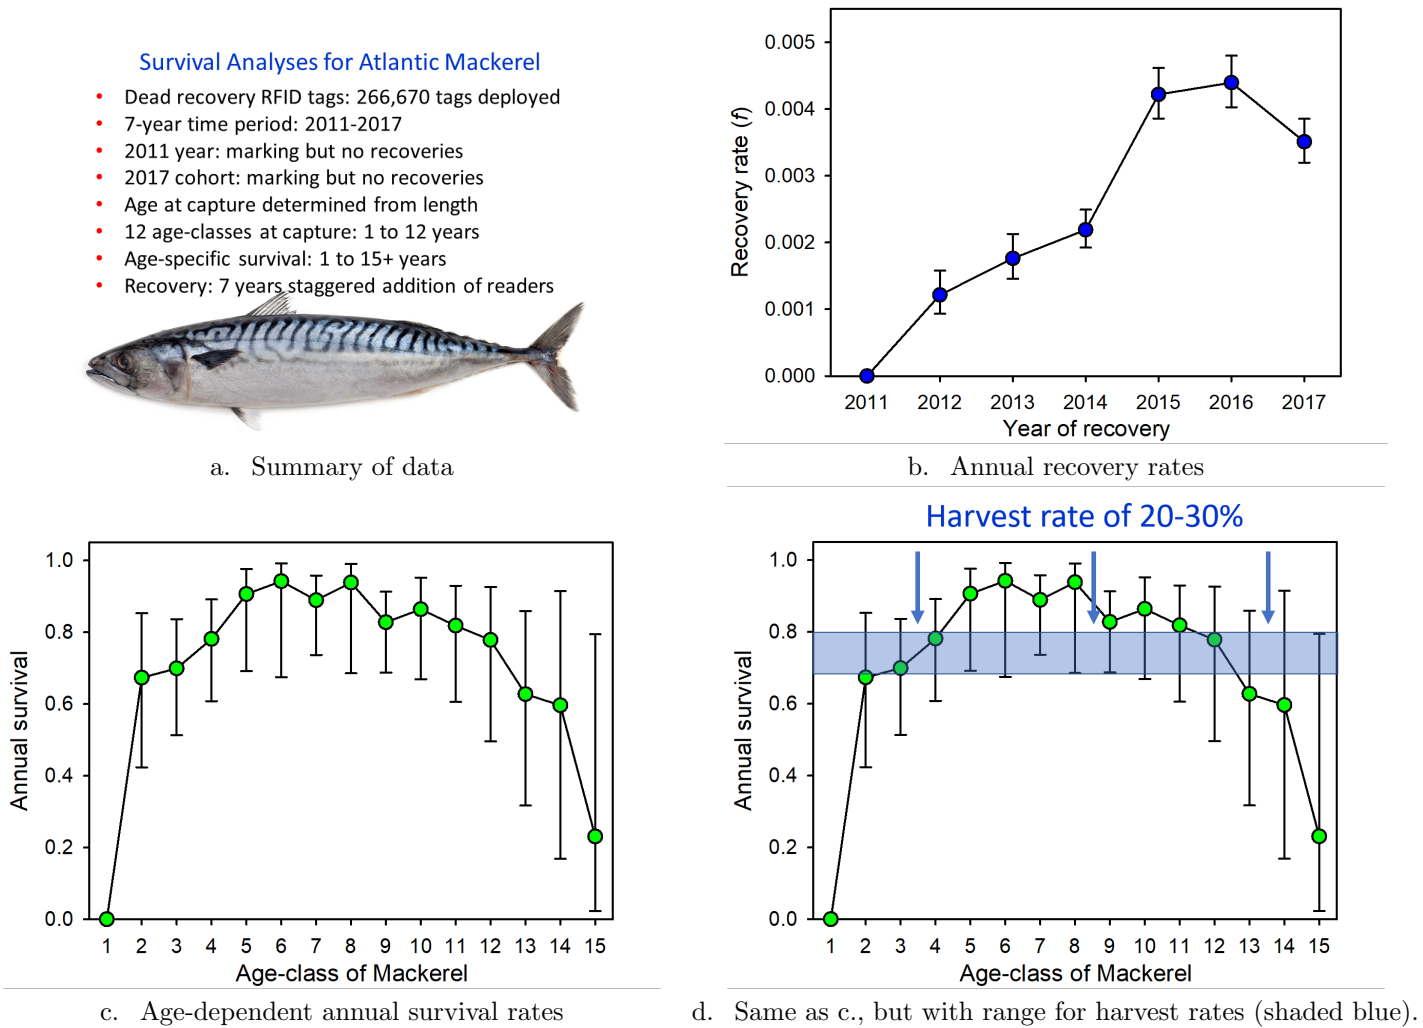 Survival Analyses for Atlantic Mackerel
• Dead recovery RFID tags: 266,670 tags deployed
• 7-year time period: 2011-2017
• 2011 year: marking but no recoveries
• 2017 cohort: marking but no recoveries
• Age at capture determined from length
• 12 age-classes at capture: 1 to 12 years
• Age-specific survival: 1 to 15+ years
• Recovery: 7 years staggered addition of readers
a. Summary of data
Recovery rate (f)
0.005
0.004
0.003
0.002
0.001
0.000
2011 2012 2013 2014 2015 2016 2017
Year of recovery
b. Annual recovery rates
Annual survival
1.0
0.8
0.6
0.4
0.2
0.0
1 2 3 4 5 6 7 8 9 10 11 12 13 14 15
Age-class of Mackerel
c. Age-dependent annual survival rates
Harvest rate of 20-30%
Annual survival
1.0
0.8
0.6
0.4
0.2
0.0
1 2 3 4 5 6 7 8 9 10 11 12 13 14 15
Age-class of Mackerel
d. Same as c., but with range for harvest rates (shaded blue).